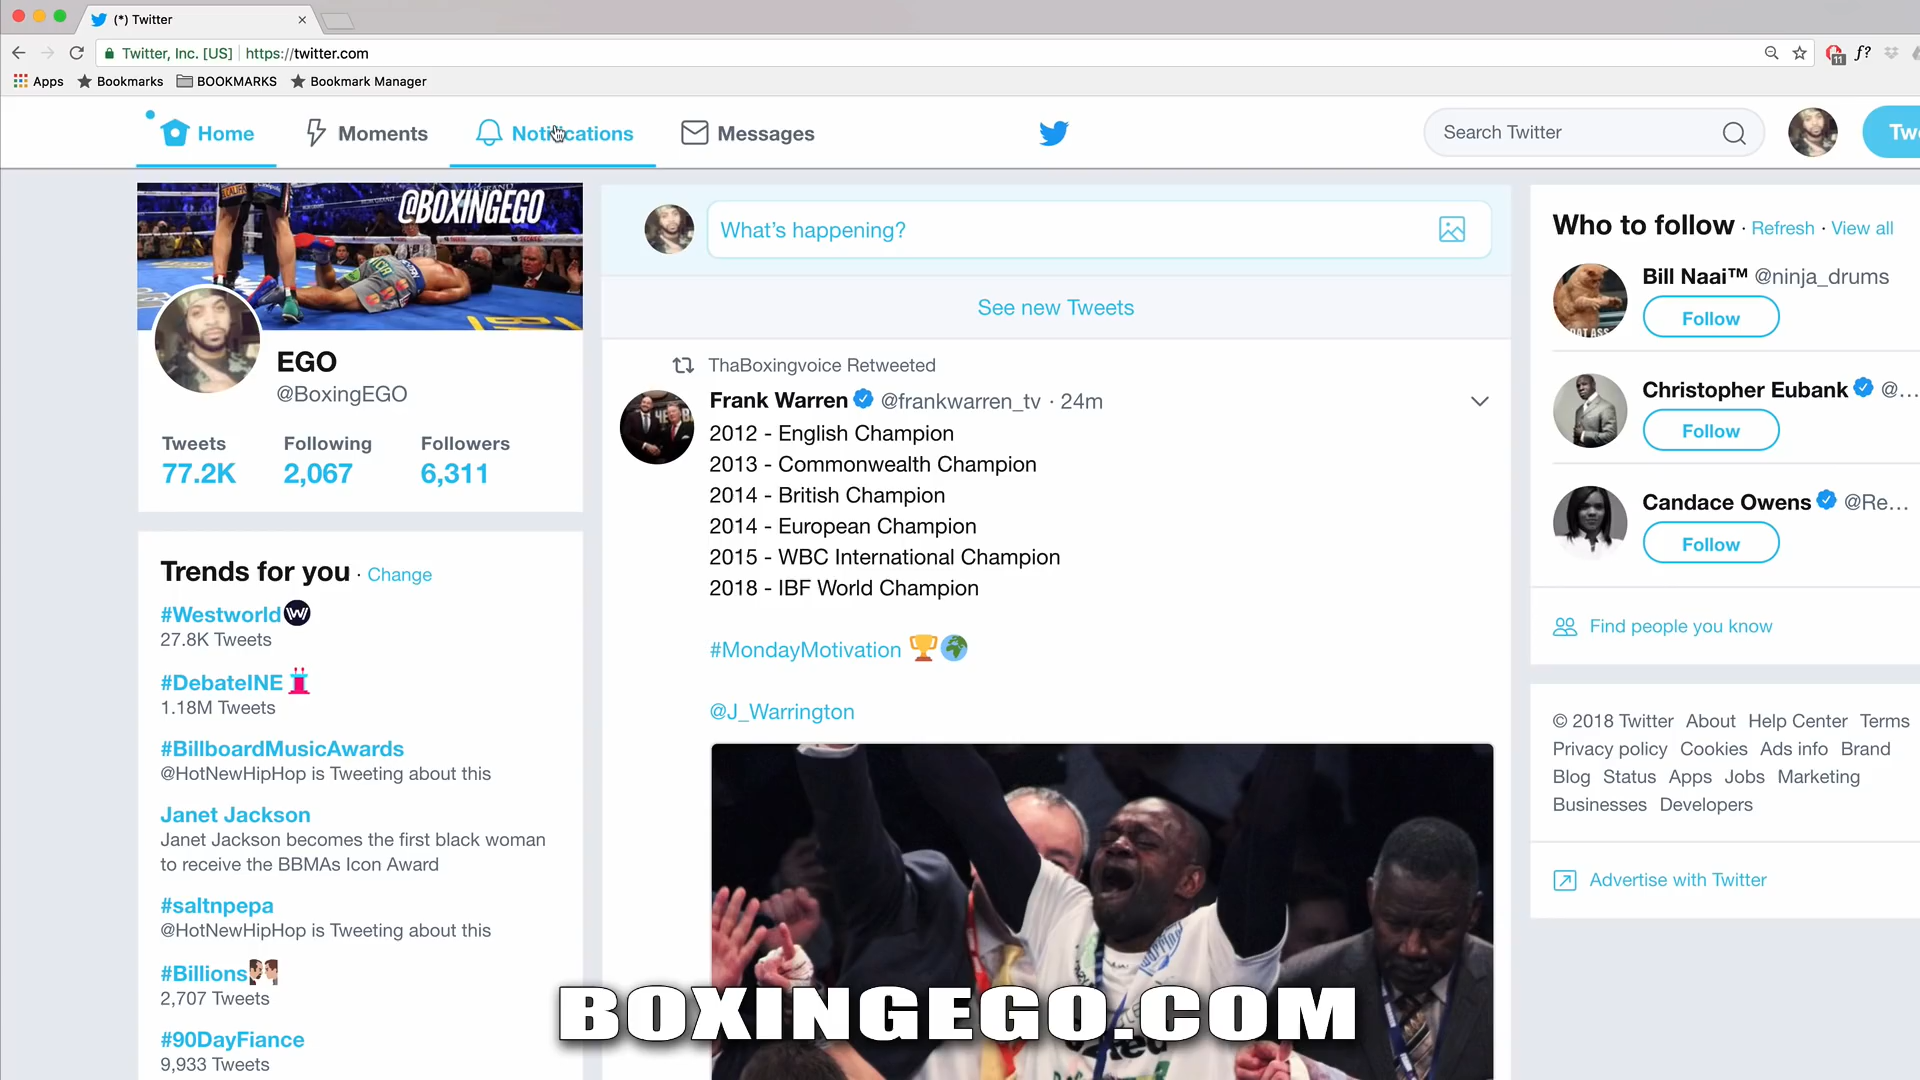 (*) Twitter
Twitter, Inc. [US] https://twitter.com
11 f?
Apps Bookmarks BOOKMARKS Bookmark Manager
Home Moments Notifications Messages
Search Twitter
Tw
@BOXINGEGO
EGO
@BoxingEGO
Tweets Following Followers
77.2K 2,067 6,311
Trends for you · Change
#Westworld
27.8K Tweets
#DebateINE
1.18M Tweets
#BillboardMusicAwards
@HotNewHipHop is Tweeting about this
Janet Jackson
Janet Jackson becomes the first black woman
to receive the BBMAs Icon Award
#saltnpepa
@HotNewHipHop is Tweeting about this
#Billions
2,707 Tweets
#90DayFiance
9,933 Tweets
What's happening?
See new Tweets
ThaBoxingvoice Retweeted
Frank Warren @frankwarren_tv · 24m
2012 - English Champion
2013 - Commonwealth Champion
2014 - British Champion
2014 - European Champion
2015 - WBC International Champion
2018 - IBF World Champion
#MondayMotivation
@J_Warrington
BOXINGEGO.COM
Who to follow · Refresh · View all
Bill Naai™ @ninja_drums
Follow
Christopher Eubank @...
Follow
Candace Owens @Re...
Follow
Find people you know
© 2018 Twitter About Help Center Terms
Privacy policy Cookies Ads info Brand
Blog Status Apps Jobs Marketing
Businesses Developers
Advertise with Twitter